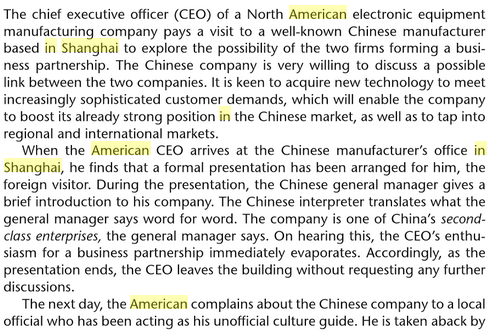 The chief executive officer (CEO) of a North American electronic equipment
manufacturing company pays a visit to a well-known Chinese manufacturer
based in Shanghai to explore the possibility of the two firms forming a busi-
ness partnership. The Chinese company is very willing to discuss a possible
link between the two companies. It is keen to acquire new technology to meet
increasingly sophisticated customer demands, which will enable the company
to boost its already strong position in the Chinese market, as well as to tap into
regional and international markets.
When the American CEO arrives at the Chinese manufacturer's office in
Shanghai, he finds that a formal presentation has been arranged for him, the
foreign visitor. During the presentation, the Chinese general manager gives a
brief introduction to his company. The Chinese interpreter translates what the
general manager says word for word. The company is one of China's second-
class enterprises, the general manager says. On hearing this, the CEO's enthu-
siasm for a business partnership immediately evaporates. Accordingly, as the
presentation ends, the CEO leaves the building without requesting any further
discussions.
The next day, the American complains about the Chinese company to a local
official who has been acting as his unofficial culture guide. He is taken aback by